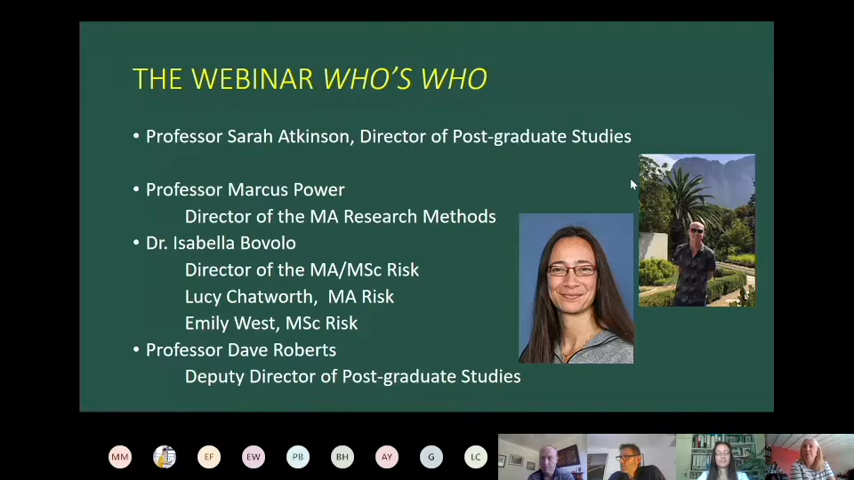 THE WEBINAR WHO'S WHO
• Professor Sarah Atkinson, Director of Post-graduate Studies
• Professor Marcus Power
Director of the MA Research Methods
• Dr. Isabella Bovolo
Director of the MA/MSc Risk
Lucy Chatworth, MA Risk
Emily West, MSc Risk
• Professor Dave Roberts
Deputy Director of Post-graduate Studies
MM EF EW PB BH AY G LC